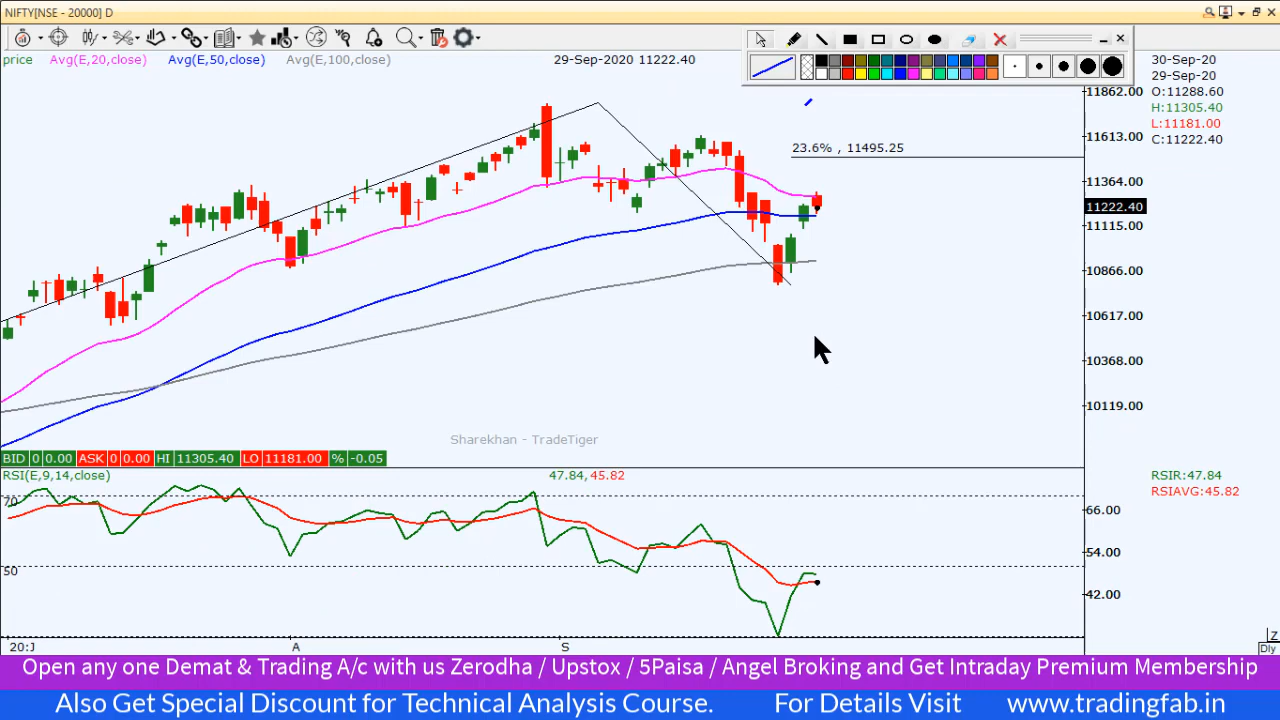 NIFTY[NSE - 20000] D
price Avg(E,20,close) Avg(E,50,close) Avg(E,100,close) 29-Sep-2020 11222.40
30-Sep-20
29-Sep-20
O:11288.60
H:11305.40
L:11181.00
C:11222.40
11862.00
11613.00
11364.00
11222.40
11115.00
10866.00
10617.00
10368.00
10119.00
23.6% , 11495.25
Sharekhan - TradeTiger
BID 0 0.00 ASK 0 0.00 HI 11305.40 LO 11181.00 % -0.05
RSI(E,9,14,close) 47.84, 45.82
RSIR:47.84
RSIAVG:45.82
70
50
66.00
54.00
42.00
20:J A S
Z
Dly
Open any one Demat & Trading A/c with us Zerodha / Upstox / 5Paisa / Angel Broking and Get Intraday Premium Membership
Also Get Special Discount for Technical Analysis Course. For Details Visit www.tradingfab.in